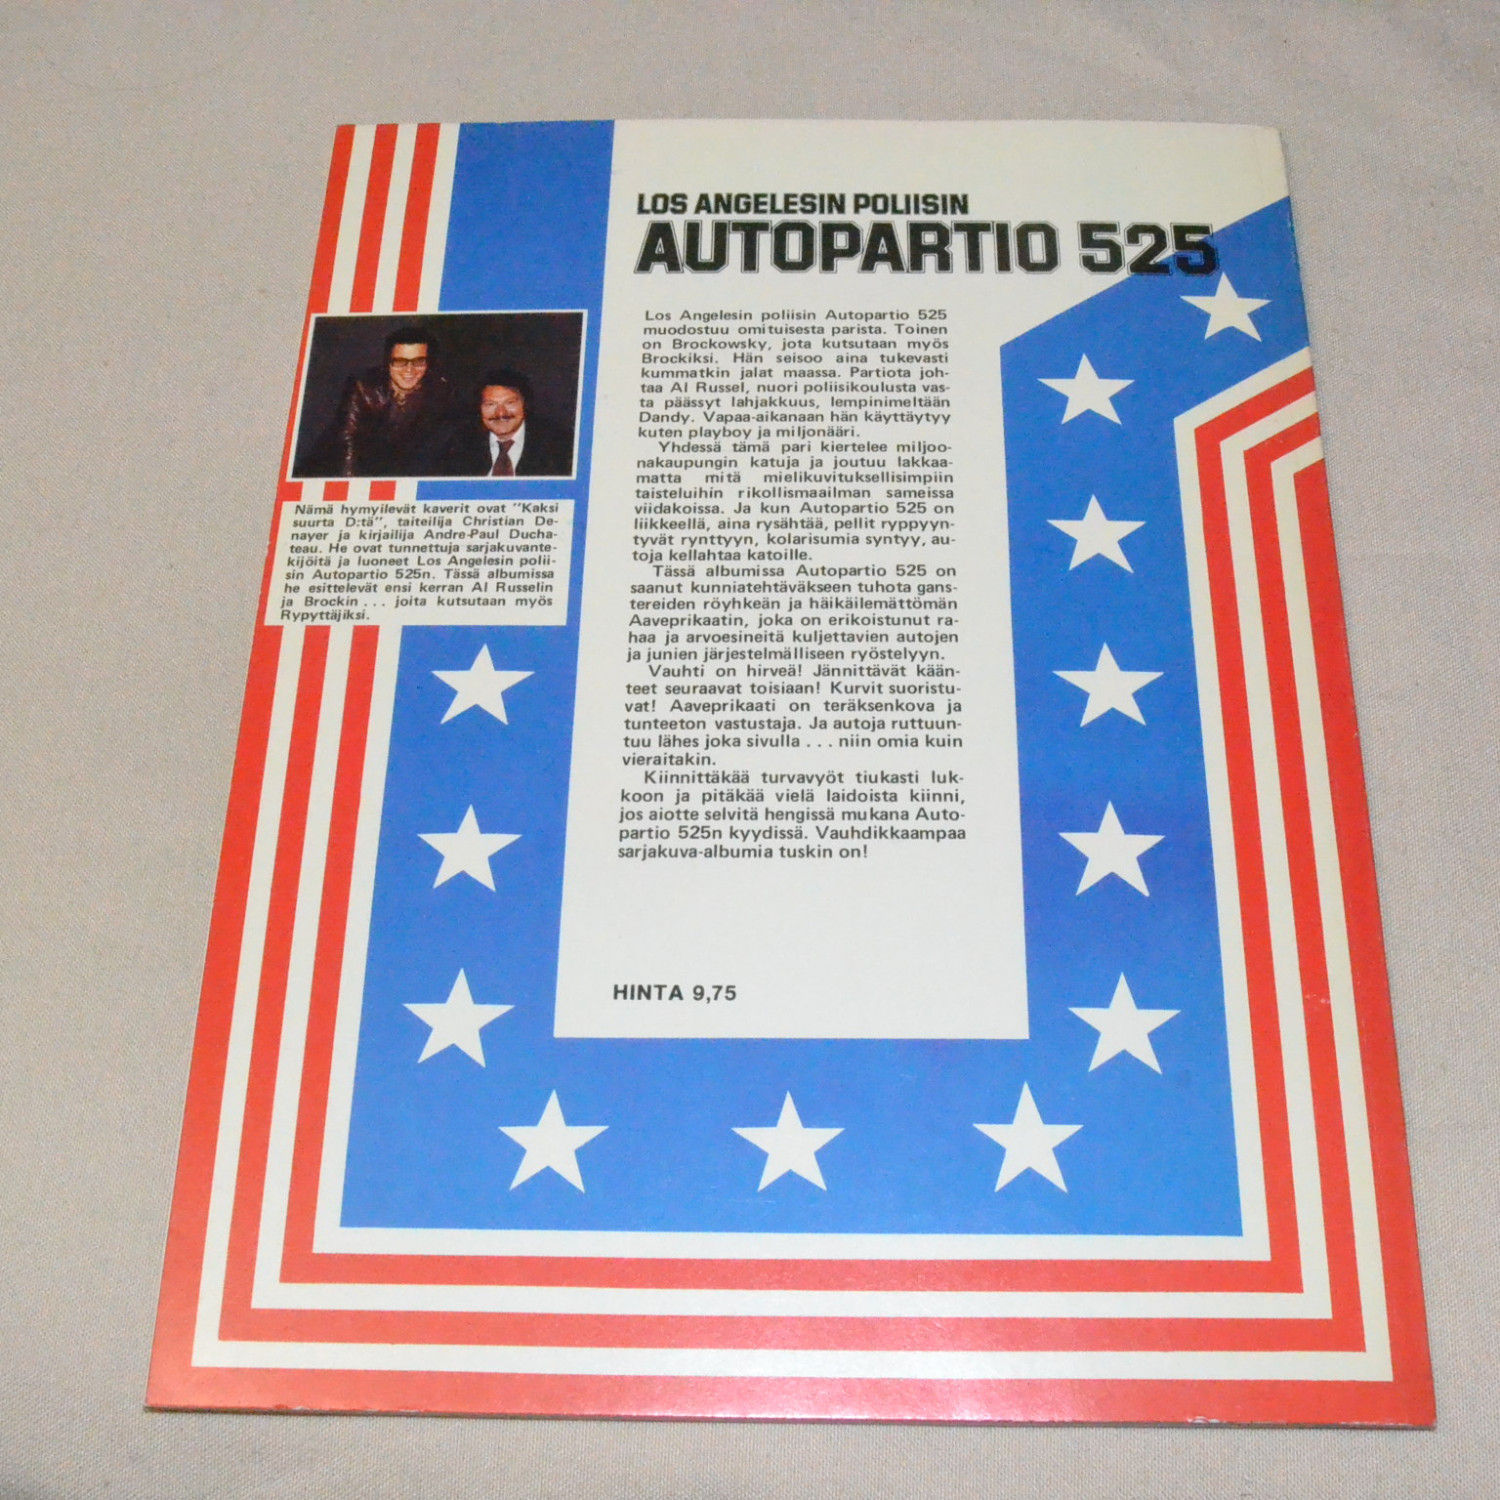 LOS ANGELESIN POLIISIN
AUTOPARTIO 525
Los Angelesin poliisin Autopartio 525
muodostuu omituisesta parista. Toinen
on Brockowsky, jota kutsutaan myös
Brockiksi. Hän seisoo aina tukevasti
kummatkin jalat maassa. Partiota joh-
taa Al Russel, nuori poliisikoulusta vas-
ta päässyt lahjakkuus, lempinimeltään
Dandy. Vapaa-aikanaan hän käyttäytyy
kuten playboy ja miljonääri.
Yhdessä tämä pari kiertelee miljoo-
nakaupungin katuja ja joutuu lakkaa-
matta mitä mielikuvituksellisimpiin
taisteluihin rikollismaailman sameissa
viidakoissa. Ja kun Autopartio 525 on
liikkeellä, aina rysähtää, pellit ryppyyn-
tyvät rynttyyn, kolarisumia syntyy, au-
toja kellahtaa katoille.
Tässä albumissa Autopartio 525 on
saanut kunniatehtäväkseen tuhota gans-
tereiden röyhkeän ja häikäilemättömän
Aaveprikaatin, joka on erikoistunut ra-
haa ja arvoesineitä kuljettavien autojen
ja junien järjestelmälliseen ryöstelyyn.
Vauhti on hirveä! Jännittävät kään-
teet seuraavat toisiaan! Kurvit suoristu-
vat! Aaveprikaati on teräksenkova ja
tunteeton vastustaja. Ja autoja ruttuun-
tuu lähes joka sivulla . . . niin omia kuin
vieraitakin.
Kiinnittäkää turvavyöt tiukasti luk-
koon ja pitäkää vielä laidoista kiinni,
jos aiotte selvitä hengissä mukana Auto-
partio 525n kyydissä. Vauhdikkaampaa
sarjakuva-albumia tuskin on!
HINTA 9,75
Nämä hymyilevät kaverit ovat "Kaksi
suurta D:tä", taiteilija Christian De-
nayer ja kirjailija Andre-Paul Ducha-
teau. He ovat tunnettuja sarjakuvante-
kijöitä ja luoneet Los Angelesin polii-
sin Autopartio 525n. Tässä albumissa
he esittelevät ensi kerran Al Russelin
ja Brockin . . . joita kutsutaan myös
Rypyttäjiksi.